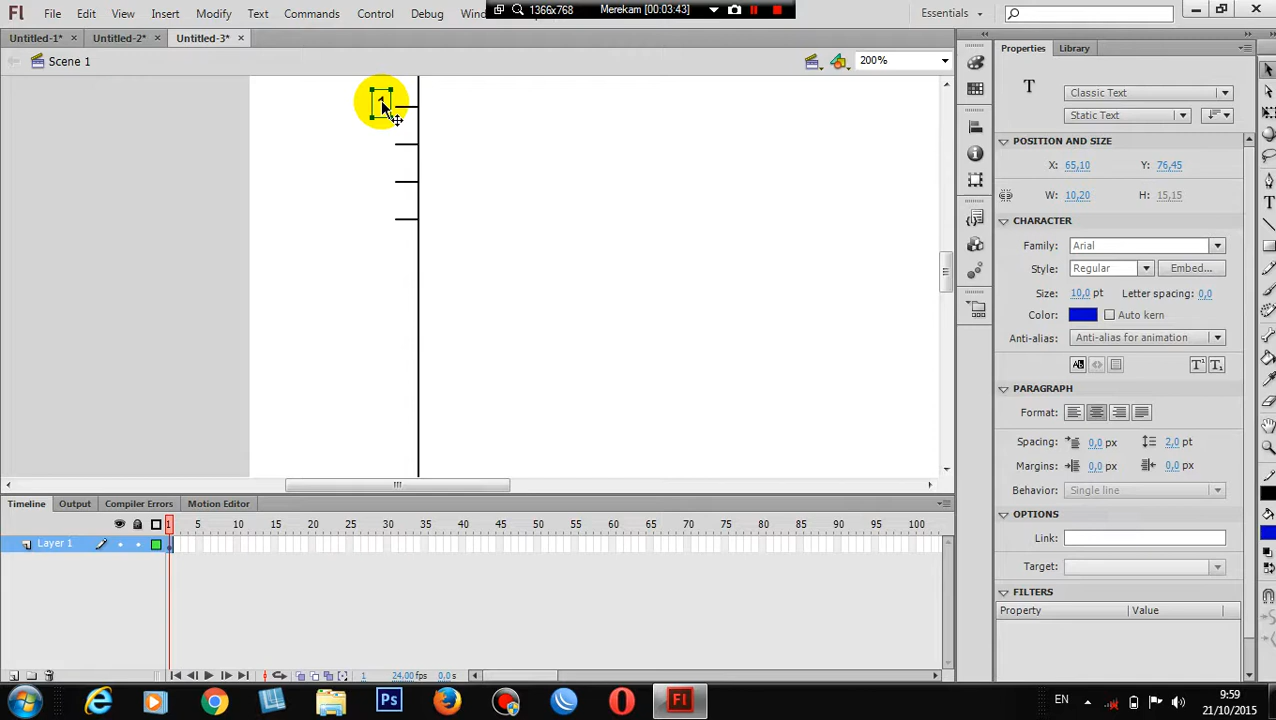 Fl File Edit View Insert Modify Text Commands Control Debug
1366x768 Merekam [00:03:43]
Essentials
Untitled-1* × Untitled-2* × Untitled-3* ×
Properties Library
Scene 1
200%
T
Classic Text
Static Text
POSITION AND SIZE
X: 65,10 Y: 76,45
W: 10,20 H: 15,15
CHARACTER
Family: Arial
Style: Regular Embed...
Size: 10,0 pt Letter spacing: 0,0
Color: Auto kern
Anti-alias: Anti-alias for animation
PARAGRAPH
Format:
Spacing: 0,0 px 2,0 pt
Margins: 0,0 px 0,0 px
Behavior: Single line
OPTIONS
Link:
Target:
FILTERS
Property Value
Timeline Output Compiler Errors Motion Editor
1 5 10 15 20 25 30 35 40 45 50 55 60 65 70 75 80 85 90 95 100
Layer 1
1 24.00 fps 0.0 s
Ps Fl
EN
9:59
21/10/2015